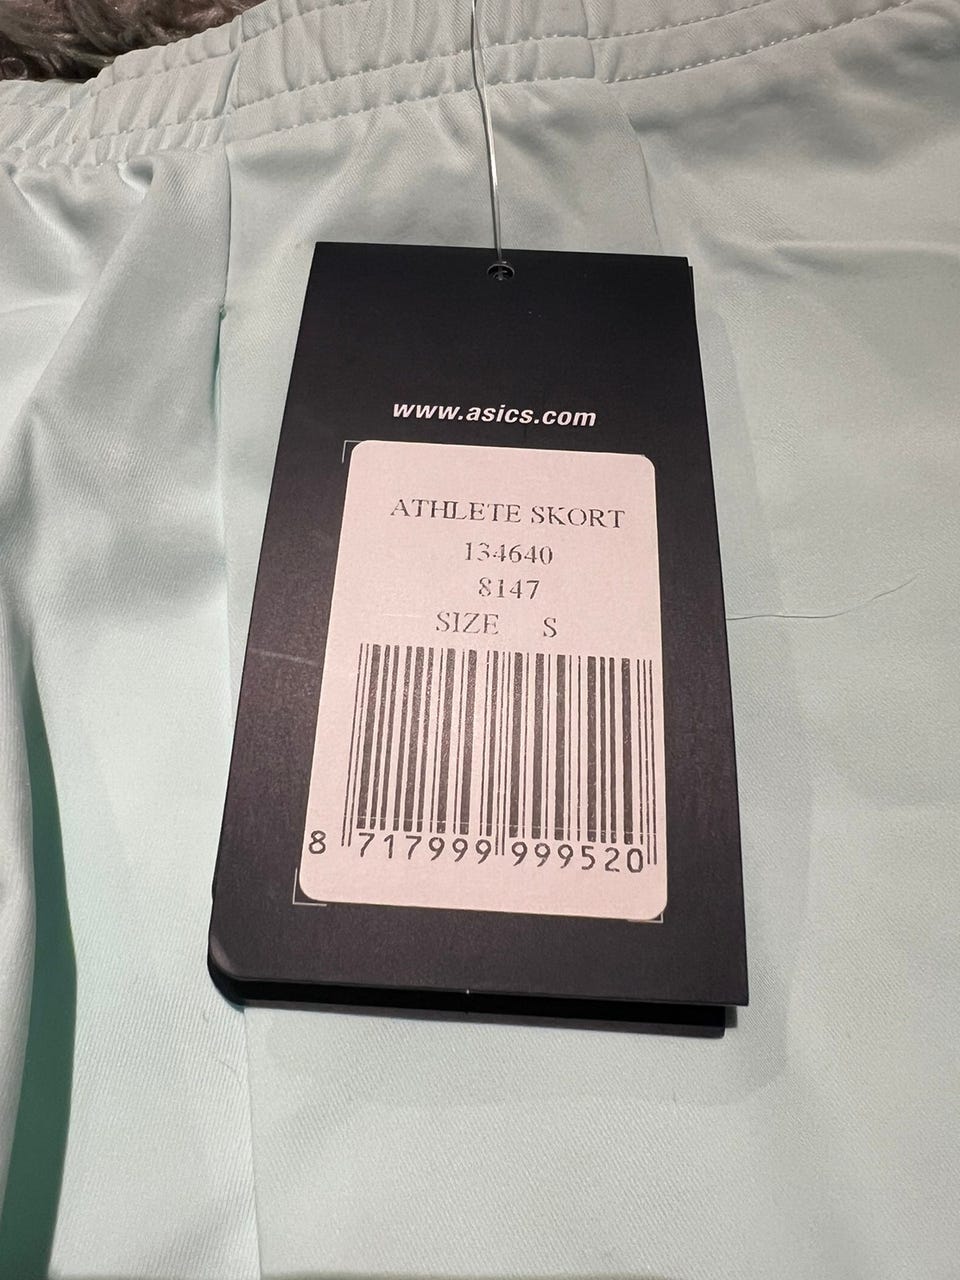 www.asics.com
ATHLETE SKORT
134640
8147
SIZE S
8 717999 999520